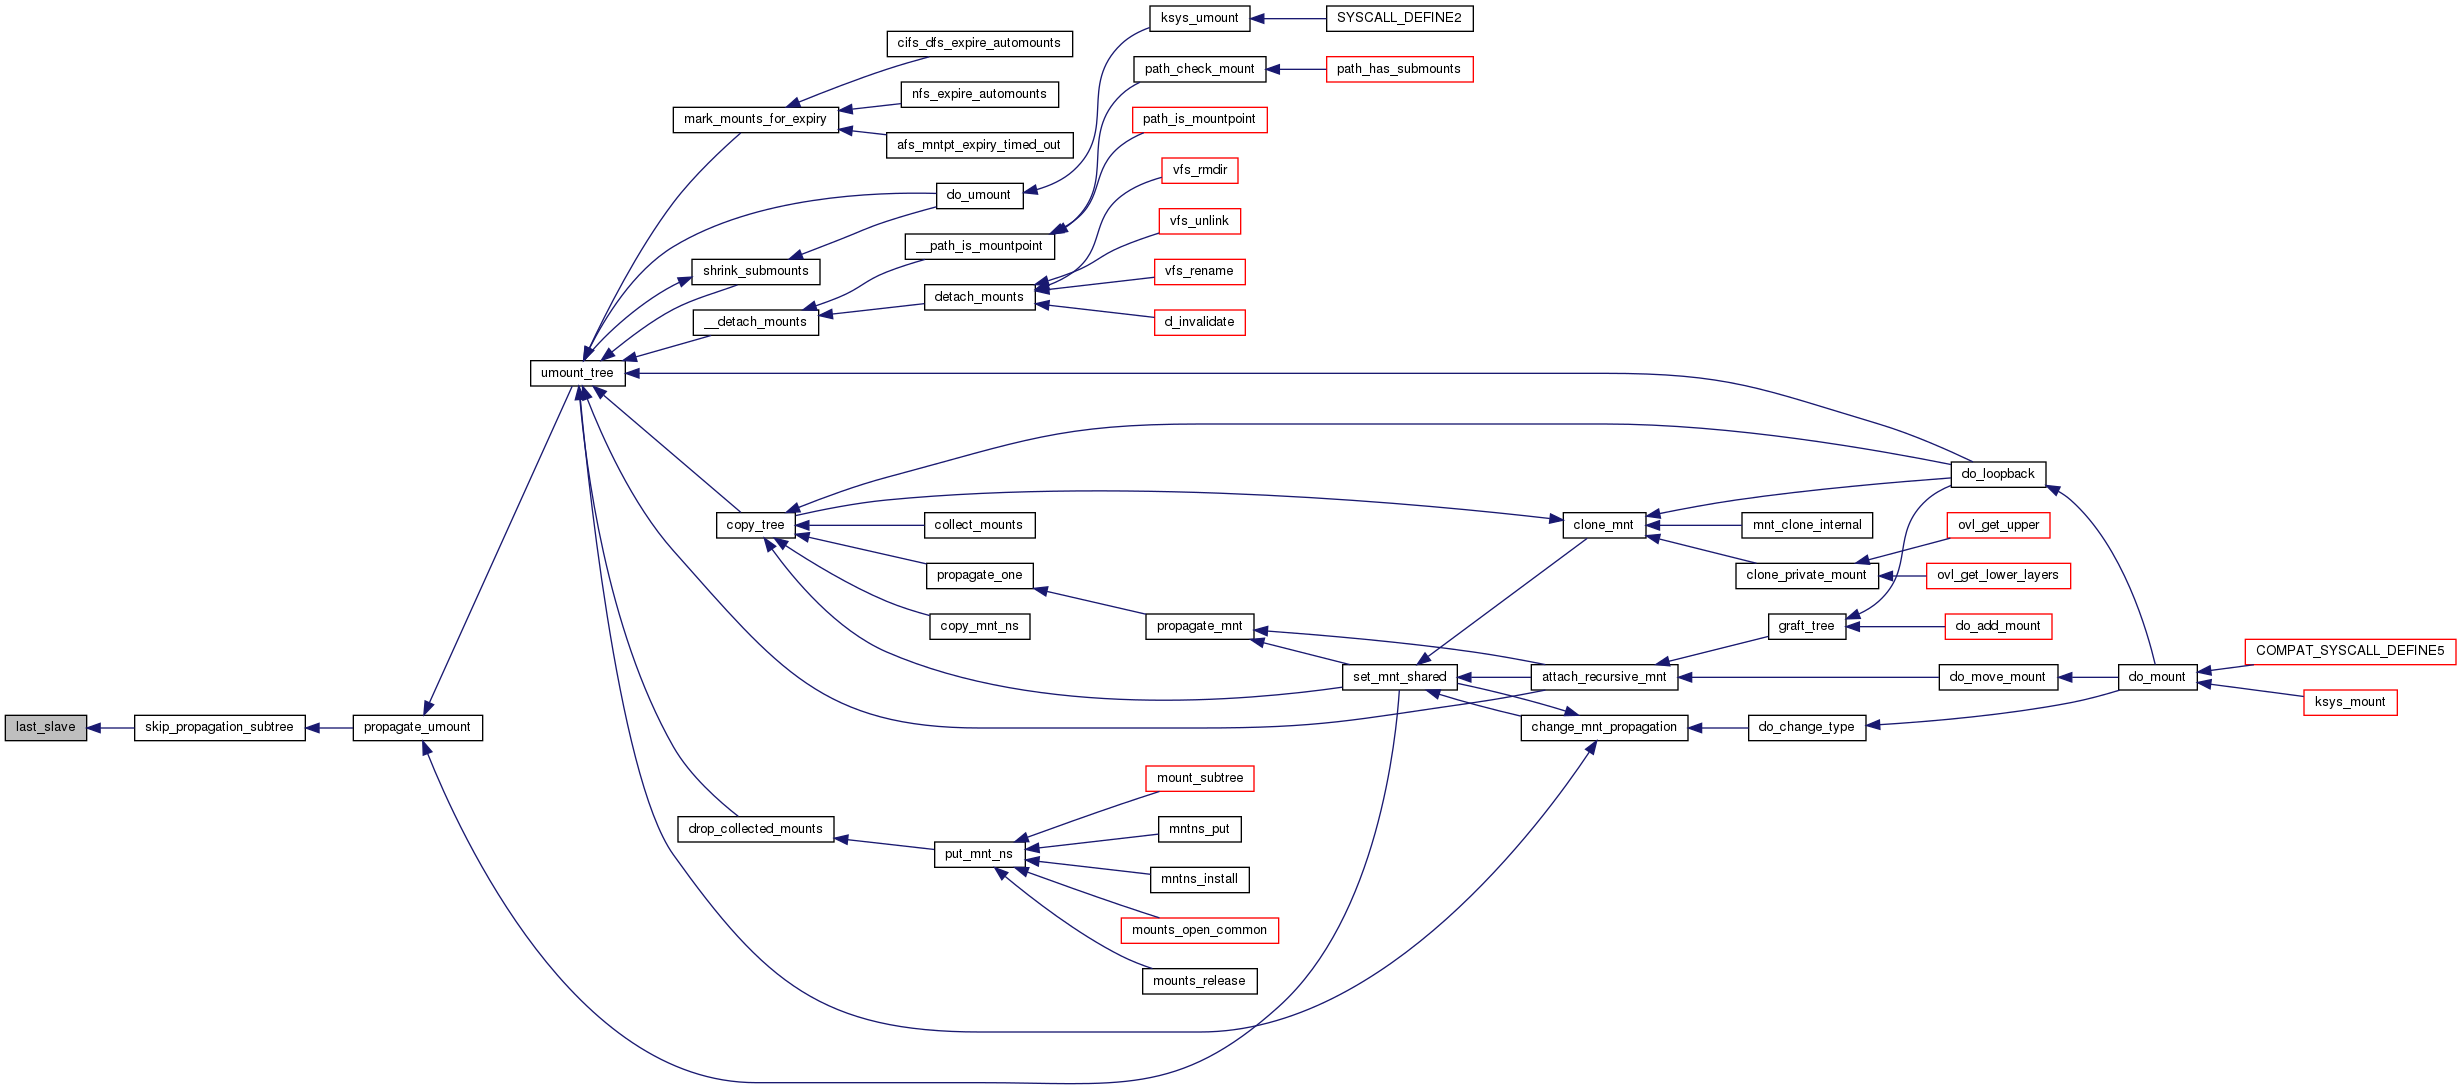 ksys_umount
SYSCALL_DEFINE2
cifs_dfs_expire_automounts
path_check_mount
path_has_submounts
nfs_expire_automounts
mark_mounts_for_expiry
path_is_mountpoint
afs_mntpt_expiry_timed_out
vfs_rmdir
do_umount
vfs_unlink
__path_is_mountpoint
shrink_submounts
vfs_rename
detach_mounts
__detach_mounts
d_invalidate
umount_tree
do_loopback
copy_tree
collect_mounts
clone_mnt
mnt_clone_internal
ovl_get_upper
propagate_one
clone_private_mount
ovl_get_lower_layers
copy_mnt_ns
propagate_mnt
graft_tree
do_add_mount
COMPAT_SYSCALL_DEFINE5
set_mnt_shared
attach_recursive_mnt
do_move_mount
do_mount
ksys_mount
last_slave
skip_propagation_subtree
propagate_umount
change_mnt_propagation
do_change_type
mount_subtree
drop_collected_mounts
mntns_put
put_mnt_ns
mntns_install
mounts_open_common
mounts_release